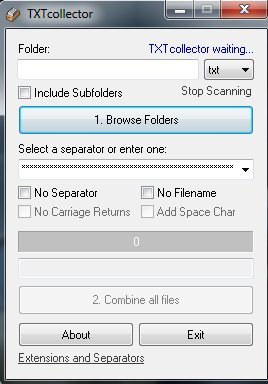 TXTcollector
Folder: TXTcollector waiting...
txt
Include Subfolders Stop Scanning
1. Browse Folders
Select a separator or enter one:
No Separator No Filename
No Carriage Returns Add Space Char
0
2. Combine all files
About Exit
Extensions and Separators